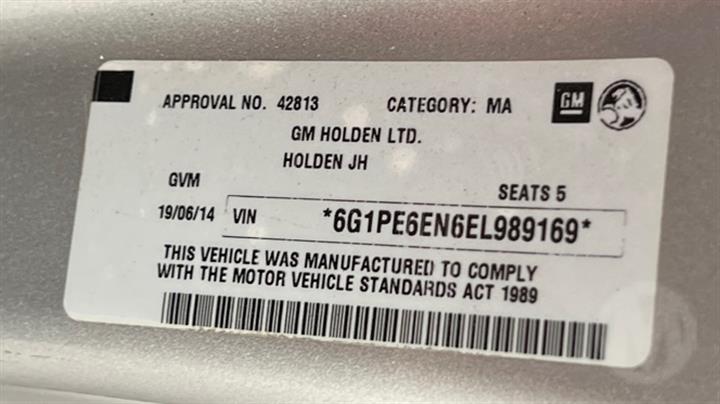 APPROVAL NO. 42813 CATEGORY: MA GM
GM HOLDEN LTD.
HOLDEN JH
GVM SEATS 5
19/06/14 VIN *6G1PE6EN6EL989169*
THIS VEHICLE WAS MANUFACTURED TO COMPLY
WITH THE MOTOR VEHICLE STANDARDS ACT 1989